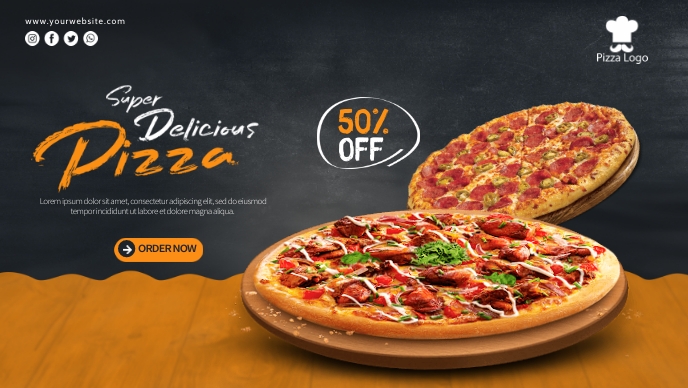 www.yourwebsite.com
Pizza Logo
Super
Delicious
Pizza
50%
OFF
Lorem ipsum dolor sit amet, consectetur adipiscing elit, sed do eiusmod
tempor incididunt ut labore et dolore magna aliqua.
ORDER NOW